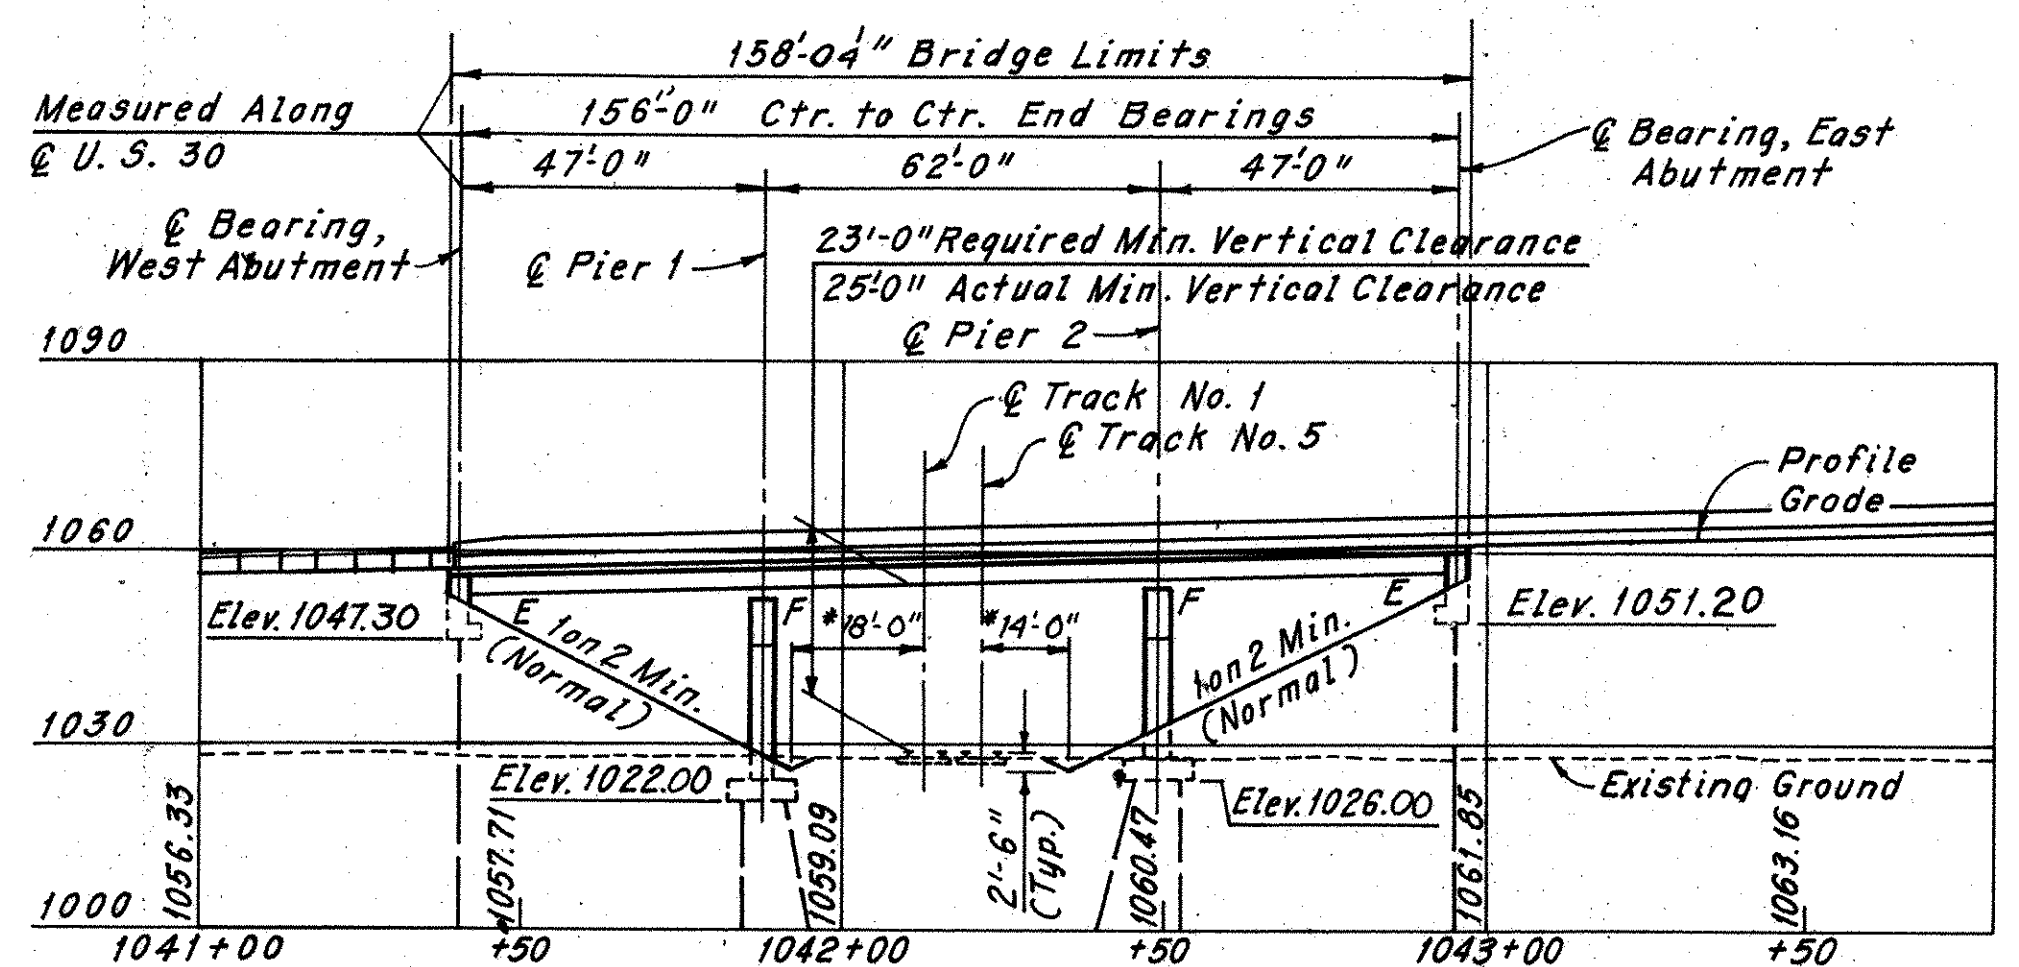 158'-0 1/4" Bridge Limits
Measured Along
℄ U. S. 30
156'-0" Ctr. to Ctr. End Bearings
47'-0"
62'-0"
47'-0"
℄ Bearing, East
Abutment
℄ Bearing,
West Abutment
℄ Pier 1
23'-0" Required Min. Vertical Clearance
25'-0" Actual Min. Vertical Clearance
℄ Pier 2
1090
℄ Track No. 1
℄ Track No. 5
Profile
Grade
1060
Elev. 1047.30
E
1 on 2 Min.
(Normal)
F
*18'-0"
*14'-0"
F
E
1 on 2 Min.
(Normal)
Elev. 1051.20
1030
Elev. 1022.00
Elev. 1026.00
Existing Ground
2'-6"
(Typ.)
1056.33
1057.71
1059.09
1060.47
1061.85
1063.16
1000
1041+00
+50
1042+00
+50
1043+00
+50